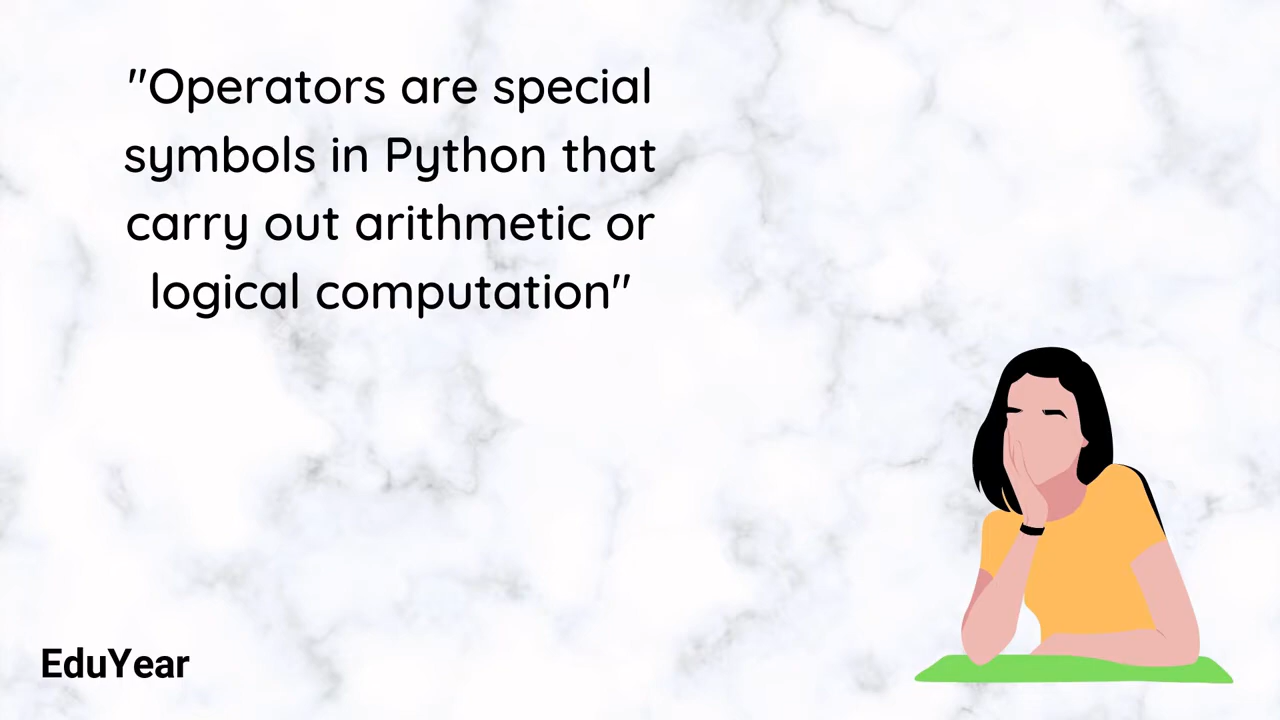 "Operators are special
symbols in Python that
carry out arithmetic or
logical computation"
EduYear